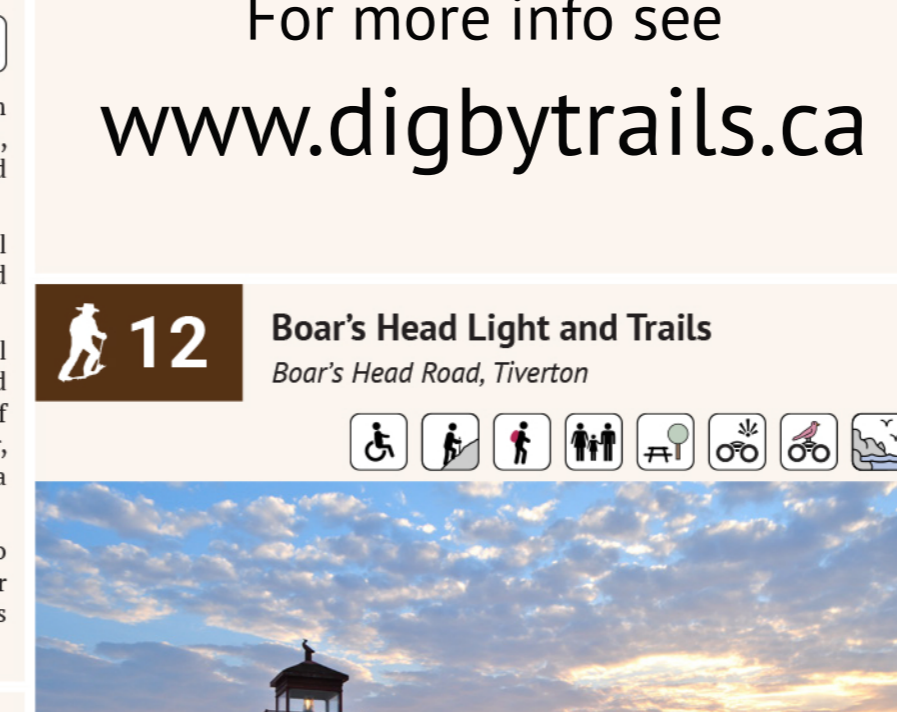 For more info see
www.digbytrails.ca
12
Boar's Head Light and Trails
Boar's Head Road, Tiverton